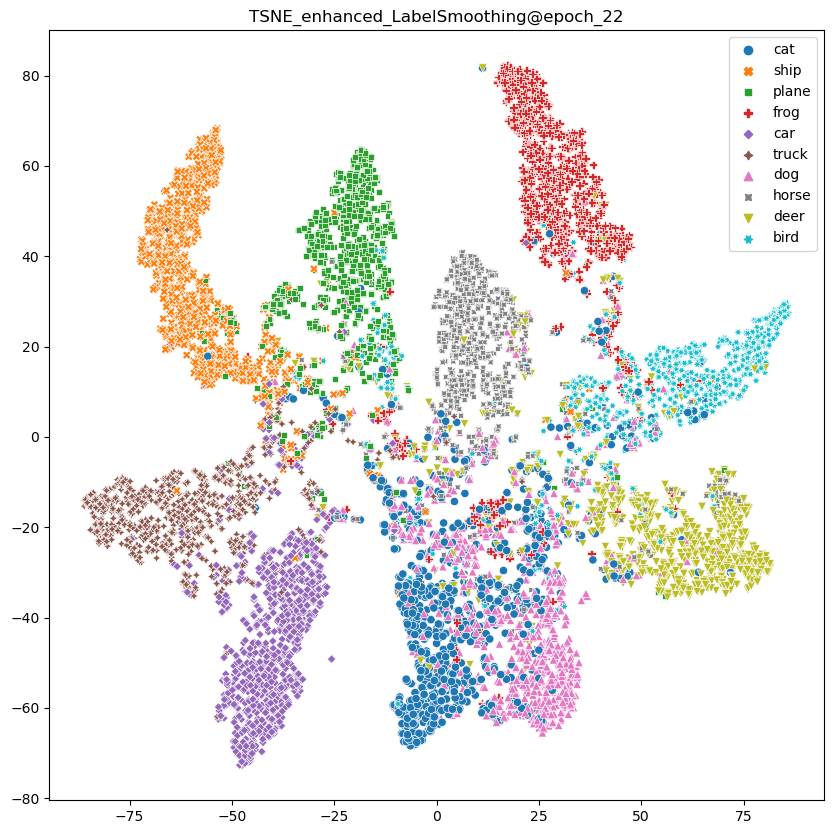 TSNE_enhanced_LabelSmoothing@epoch_22
cat
ship
plane
frog
car
truck
dog
horse
deer
bird
80
60
40
20
0
−20
−40
−60
−80
−75
−50
−25
0
25
50
75